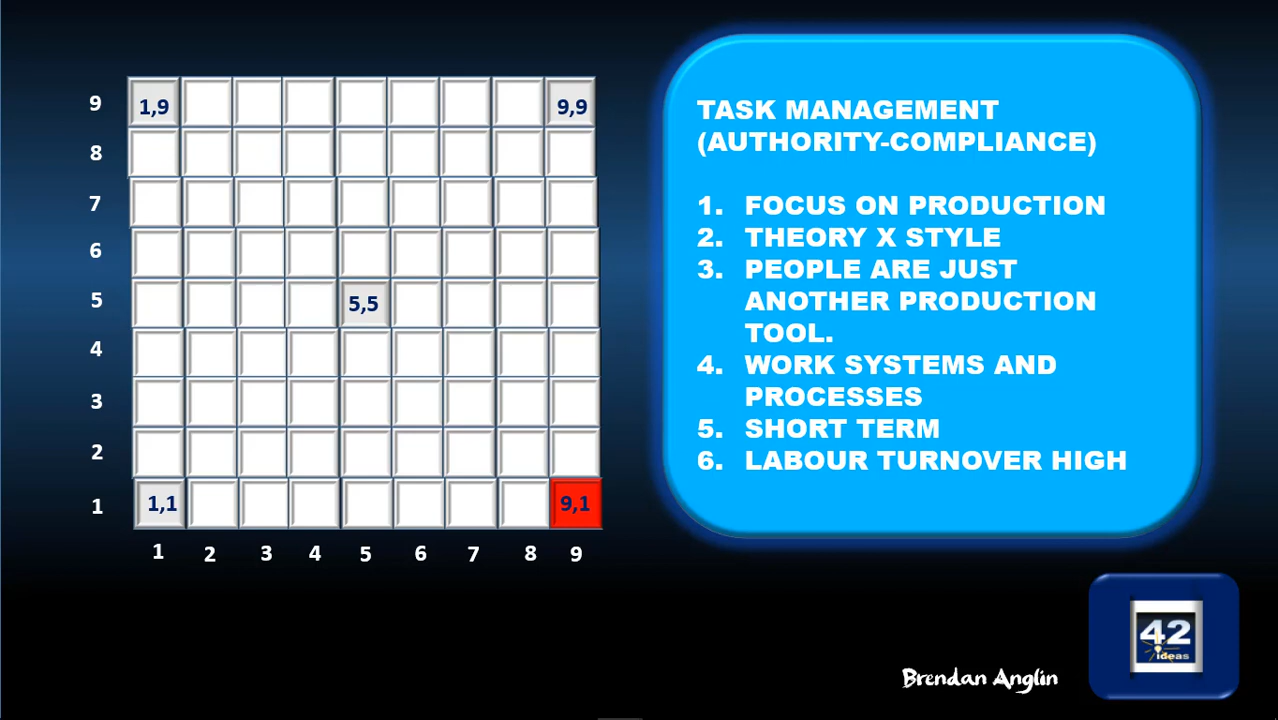 9
1,9
9,9
8
7
6
5
5,5
4
3
2
1
1,1
9,1
1 2 3 4 5 6 7 8 9
TASK MANAGEMENT
(AUTHORITY-COMPLIANCE)
1. FOCUS ON PRODUCTION
2. THEORY X STYLE
3. PEOPLE ARE JUST
ANOTHER PRODUCTION
TOOL.
4. WORK SYSTEMS AND
PROCESSES
5. SHORT TERM
6. LABOUR TURNOVER HIGH
42
ideas
Brendan Anglin